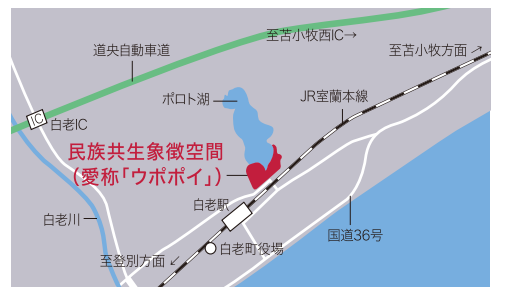 至苫小牧西IC→
道央自動車道
至苫小牧方面 ↗
ポロト湖
JR室蘭本線
IC
白老IC
民族共生象徴空間
（愛称「ウポポイ」）
白老駅
白老川
国道36号
白老町役場
至登別方面 ↙